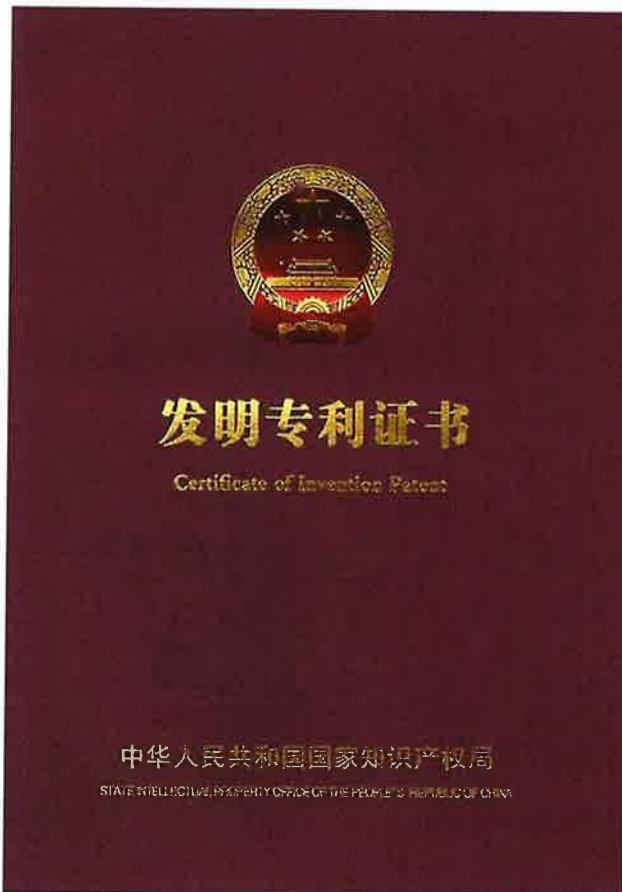 发明专利证书
Certificate of Invention Patent
中华人民共和国国家知识产权局
STATE INTELLECTUAL PROPERTY OFFICE OF THE PEOPLE'S REPUBLIC OF CHINA